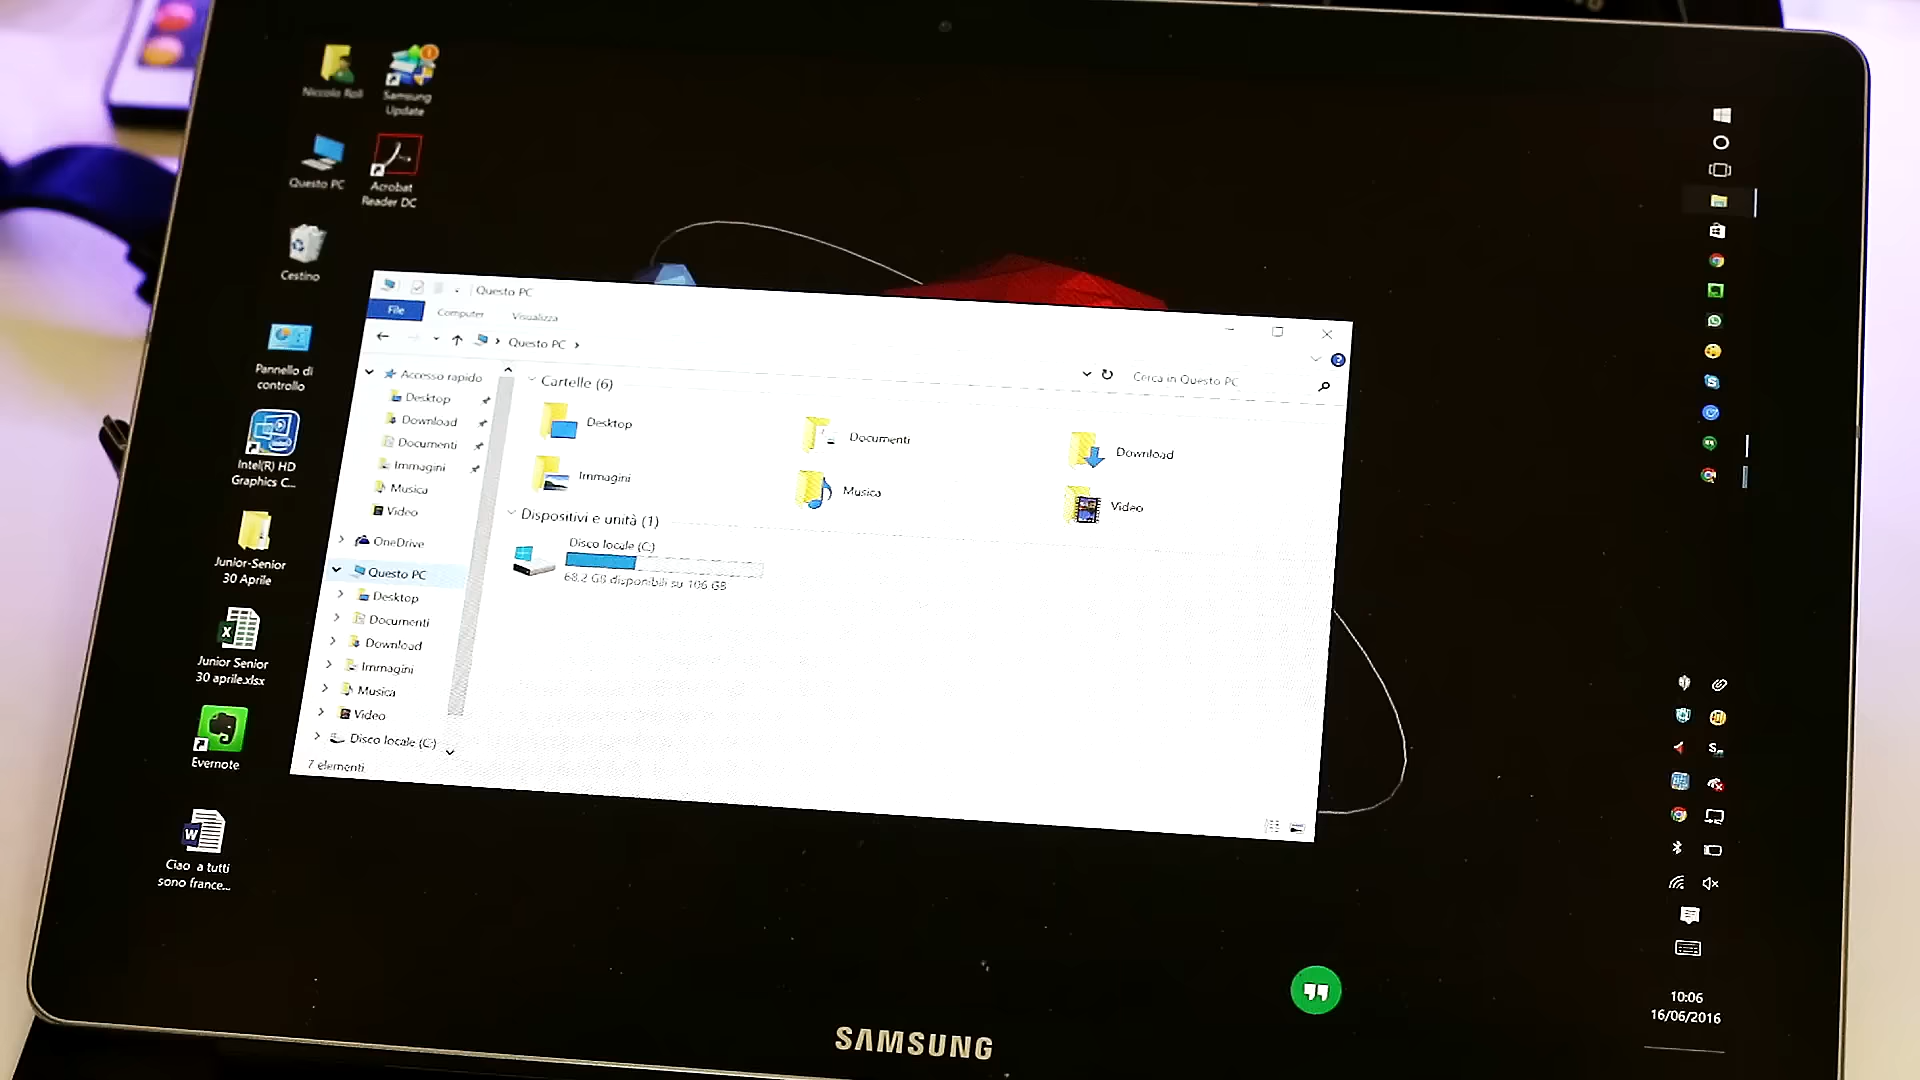 Niccolò Roli
Samsung
Update
Questo PC
Acrobat
Reader DC
Cestino
Pannello di
controllo
Intel(R) HD
Graphics C...
Junior-Senior
30 Aprile
Junior Senior
30 aprile.xlsx
Evernote
Ciao a tutti
sono france...
Questo PC
File
Computer
Visualizza
Questo PC
Cerca in Questo PC
Accesso rapido
Desktop
Download
Documenti
Immagini
Musica
Video
OneDrive
Questo PC
Desktop
Documenti
Download
Immagini
Musica
Video
Disco locale (C:)
7 elementi
Cartelle (6)
Desktop
Documenti
Download
Immagini
Musica
Video
Dispositivi e unità (1)
Disco locale (C:)
68.2 GB disponibili su 106 GB
10:06
16/06/2016
SAMSUNG